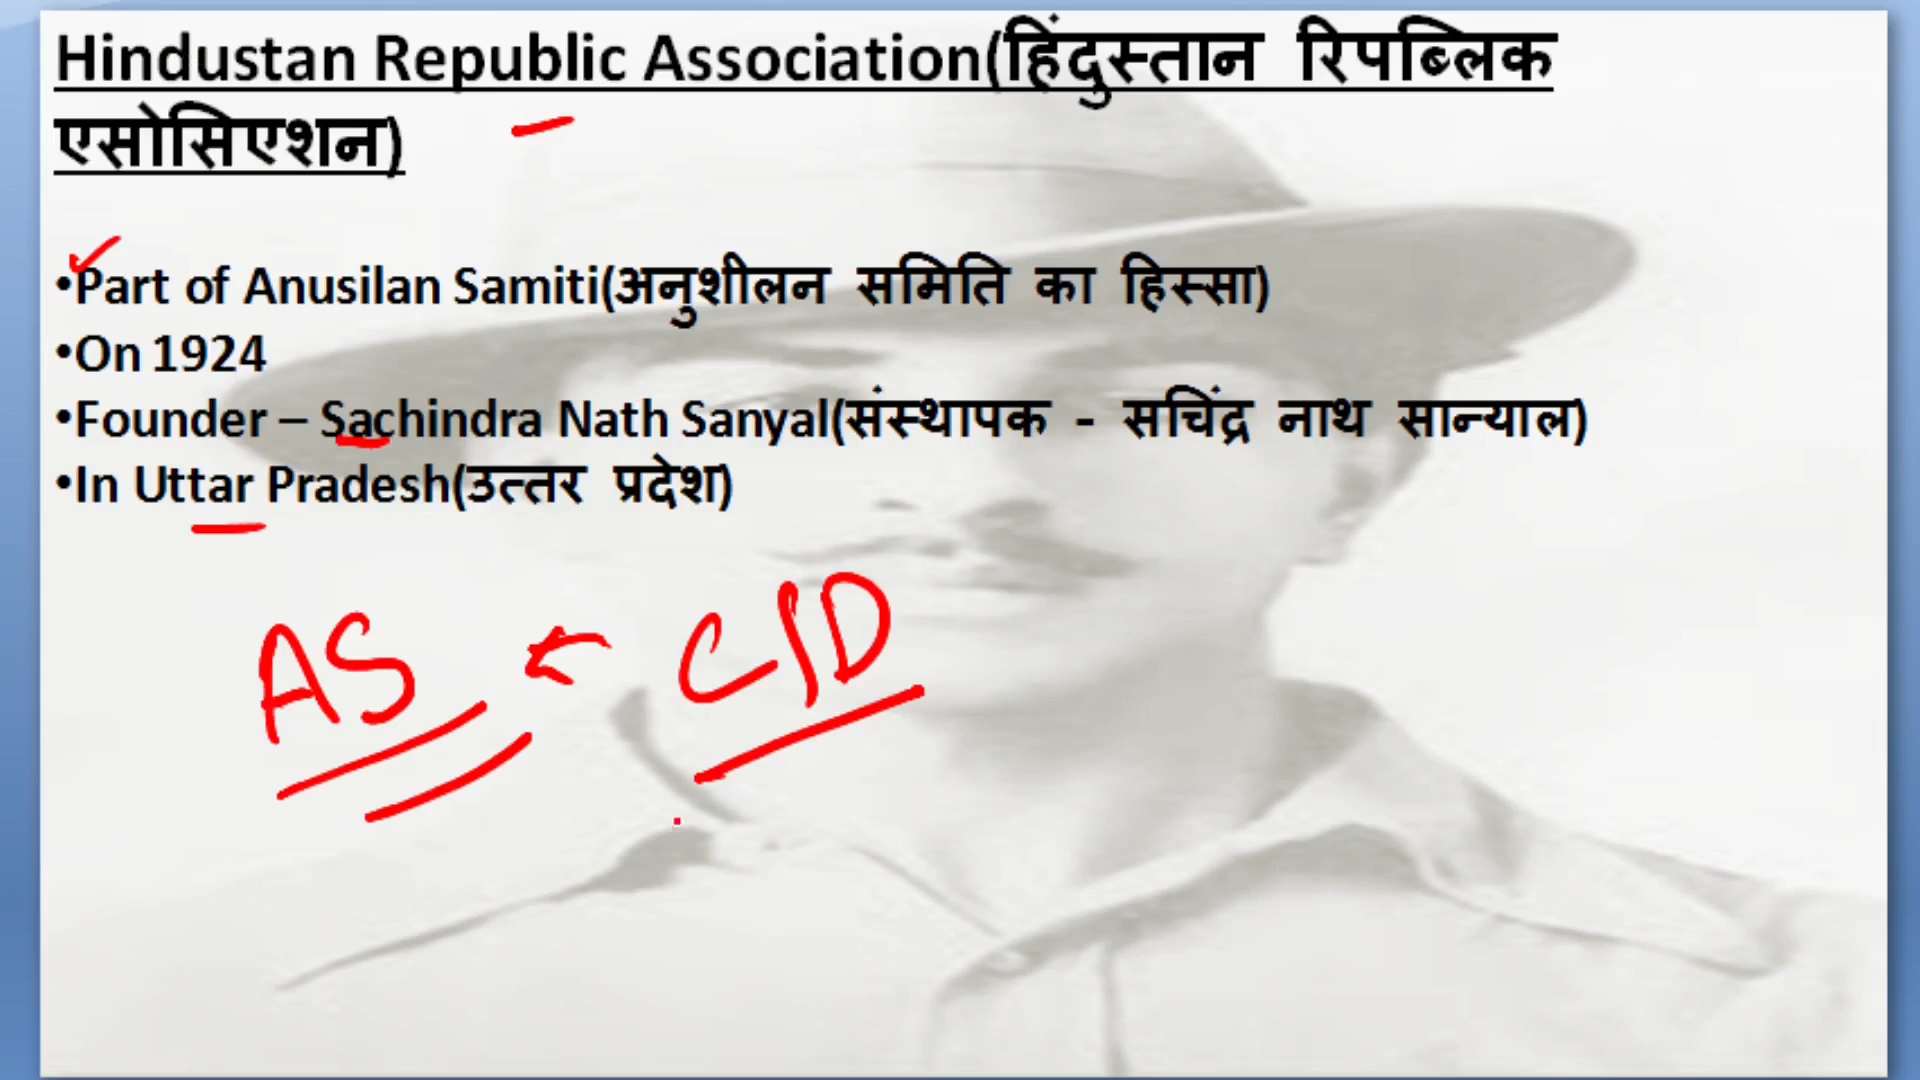 Hindustan Republic Association(हिंदुस्तान रिपब्लिक
एसोसिएशन)
•Part of Anusilan Samiti(अनुशीलन समिति का हिस्सा)
•On 1924
•Founder – Sachindra Nath Sanyal(संस्थापक - सचिंद्र नाथ सान्याल)
•In Uttar Pradesh(उत्तर प्रदेश)
AS ← CID